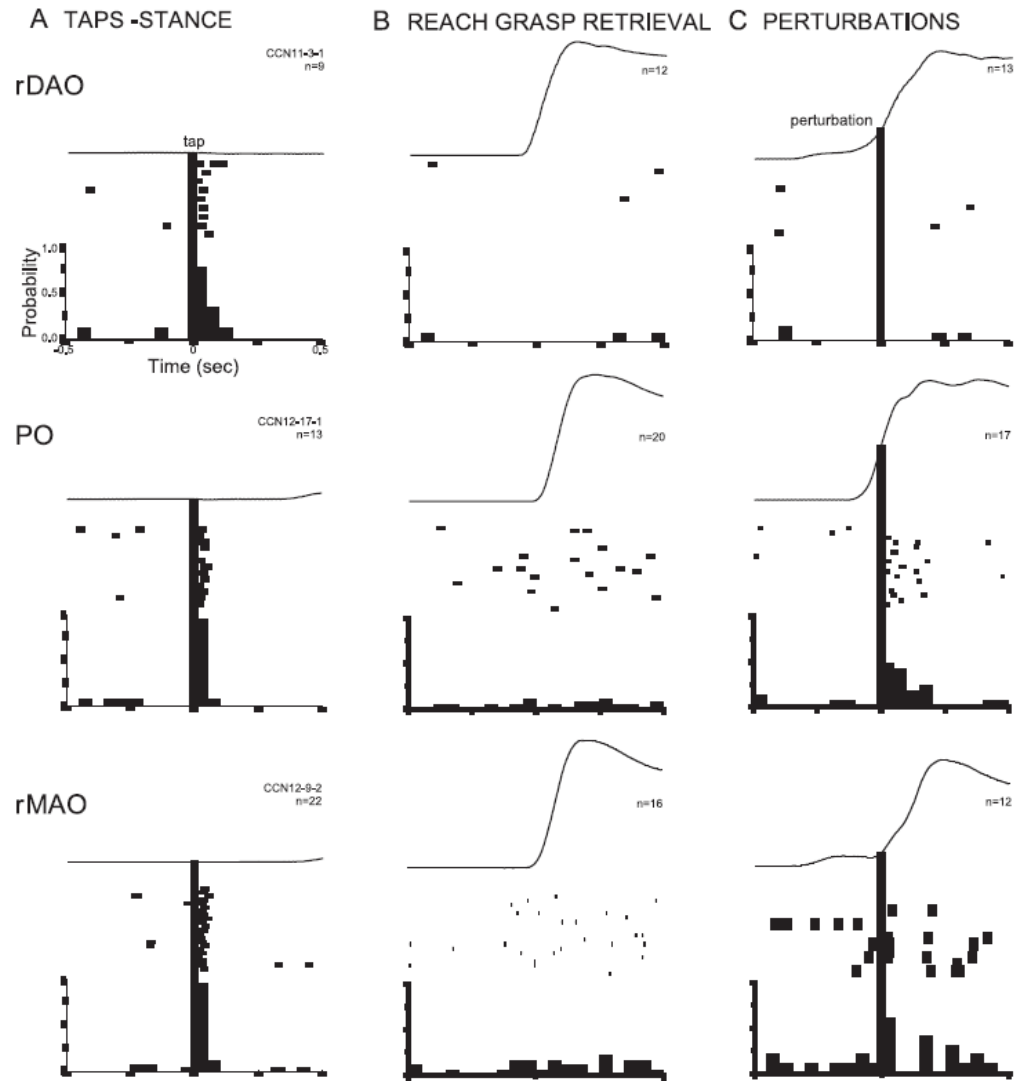 A TAPS -STANCE
B REACH GRASP RETRIEVAL
C PERTURBATIONS
CCN11-3-1
n=9
n=12
n=13
rDAO
tap
perturbation
1.0
0.5
0.0
Probability
-0.5 0 0.5
Time (sec)
CCN12-17-1
n=13
n=20
n=17
PO
CCN12-9-2
n=22
n=16
n=12
rMAO